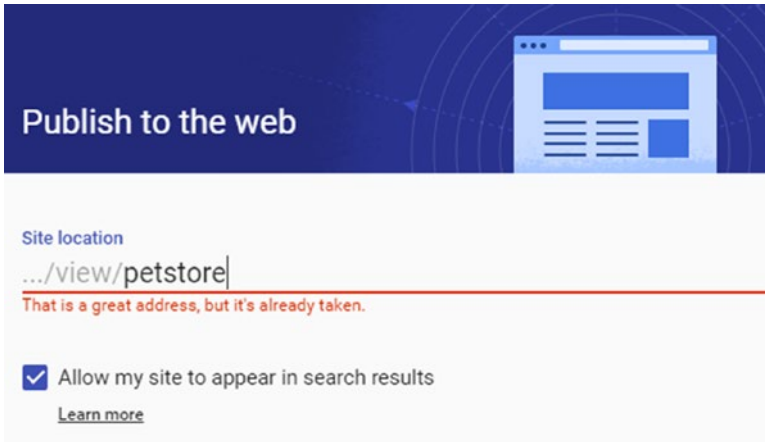 Publish to the web
Site location
.../view/petstore
That is a great address, but it's already taken.
Allow my site to appear in search results
Learn more